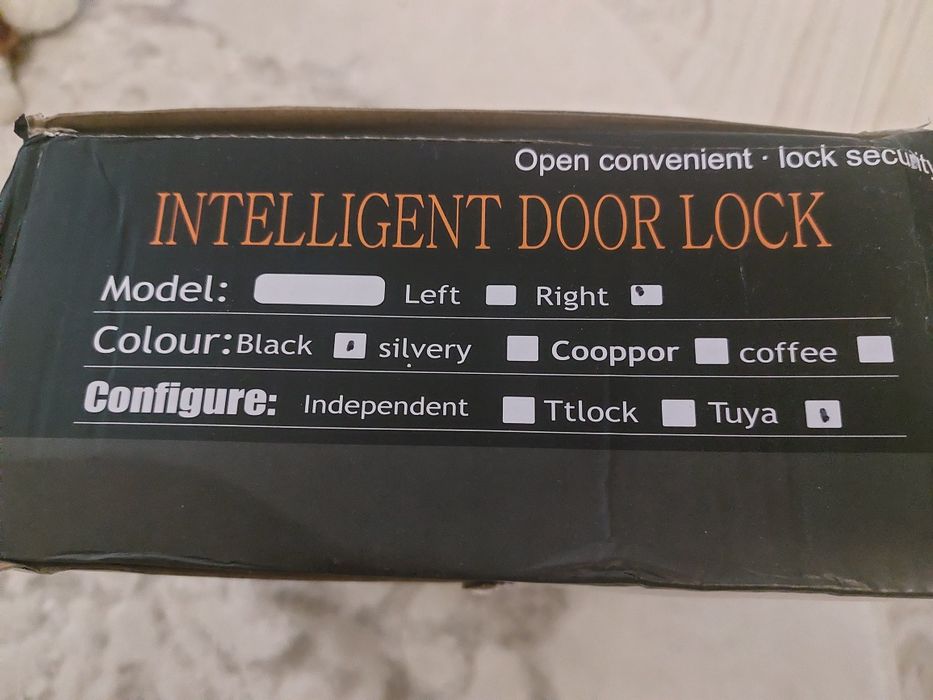 Open convenient · lock security
INTELLIGENT DOOR LOCK
Model: Left Right
Colour: Black silvery Cooppor coffee
Configure: Independent Ttlock Tuya